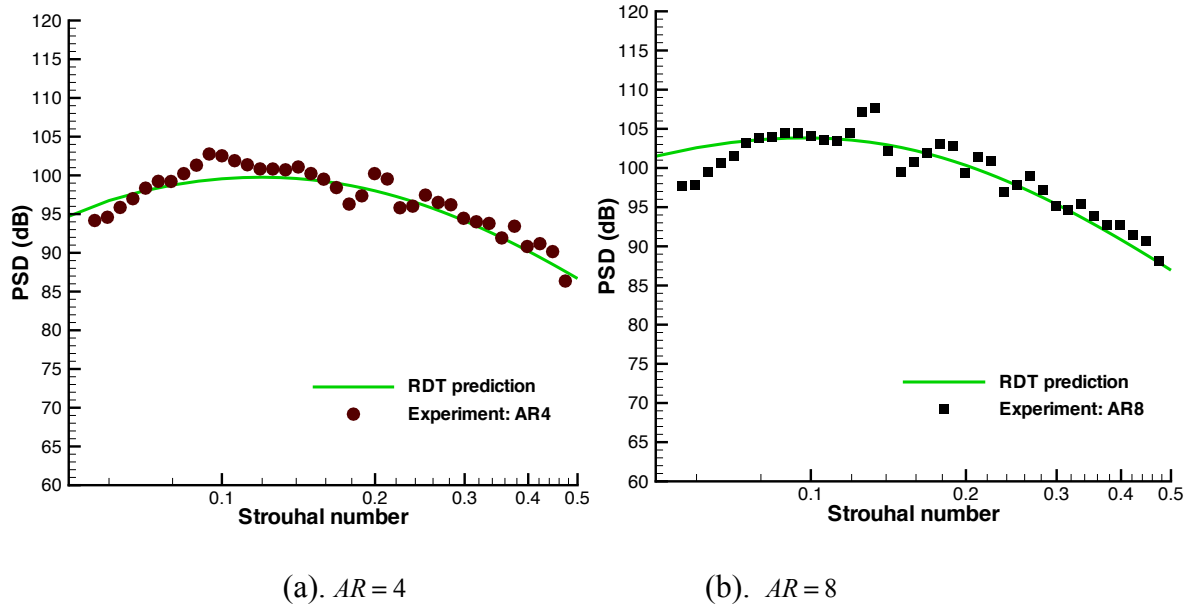 120
115
110
105
100
95
90
85
80
75
70
65
60
PSD (dB)
RDT prediction
Experiment: AR4
0.1 0.2 0.3 0.4 0.5
Strouhal number
(a). AR = 4
120
115
110
105
100
95
90
85
80
75
70
65
60
PSD (dB)
RDT prediction
Experiment: AR8
0.1 0.2 0.3 0.4 0.5
Strouhal number
(b). AR = 8